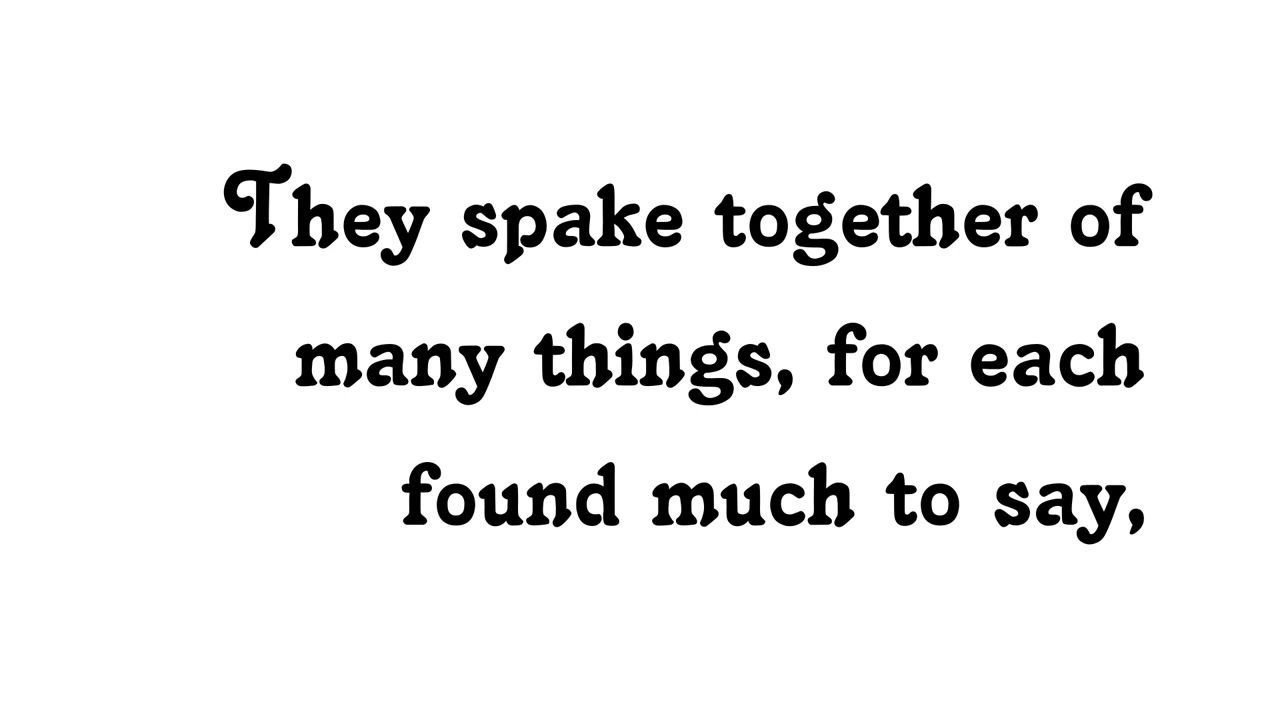 They spake together of
many things, for each
found much to say,